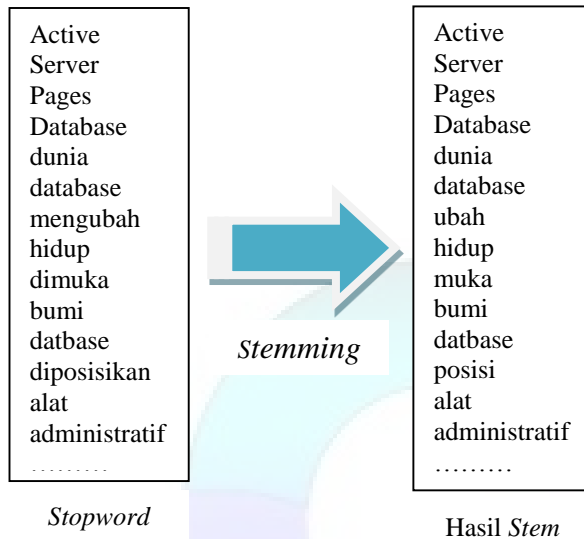 Active
Server
Pages
Database
dunia
database
mengubah
hidup
dimuka
bumi
datbase
diposisikan
alat
administratif
………
Stopword
Stemming
Active
Server
Pages
Database
dunia
database
ubah
hidup
muka
bumi
datbase
posisi
alat
administratif
………
Hasil Stem